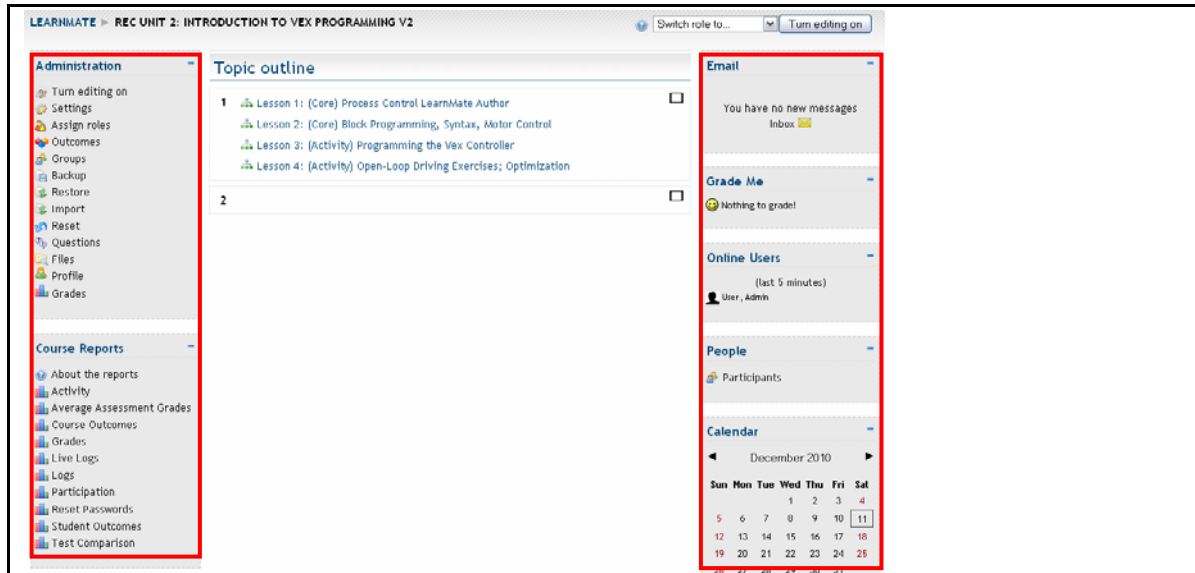 LEARNMATE ► REC UNIT 2: INTRODUCTION TO VEX PROGRAMMING V2
Switch role to...
Turn editing on
Administration
Turn editing on
Settings
Assign roles
Outcomes
Groups
Backup
Restore
Import
Reset
Questions
Files
Profile
Grades
Course Reports
About the reports
Activity
Average Assessment Grades
Course Outcomes
Grades
Live Logs
Logs
Participation
Reset Passwords
Student Outcomes
Test Comparison
Topic outline
1 Lesson 1: (Core) Process Control LearnMate Author
Lesson 2: (Core) Block Programming, Syntax, Motor Control
Lesson 3: (Activity) Programming the Vex Controller
Lesson 4: (Activity) Open-Loop Driving Exercises; Optimization
2
Email
You have no new messages
Inbox
Grade Me
Nothing to grade!
Online Users
(last 5 minutes)
User, Admin
People
Participants
Calendar
◄ December 2010 ►
Sun Mon Tue Wed Thu Fri Sat
1 2 3 4
5 6 7 8 9 10 11
12 13 14 15 16 17 18
19 20 21 22 23 24 25